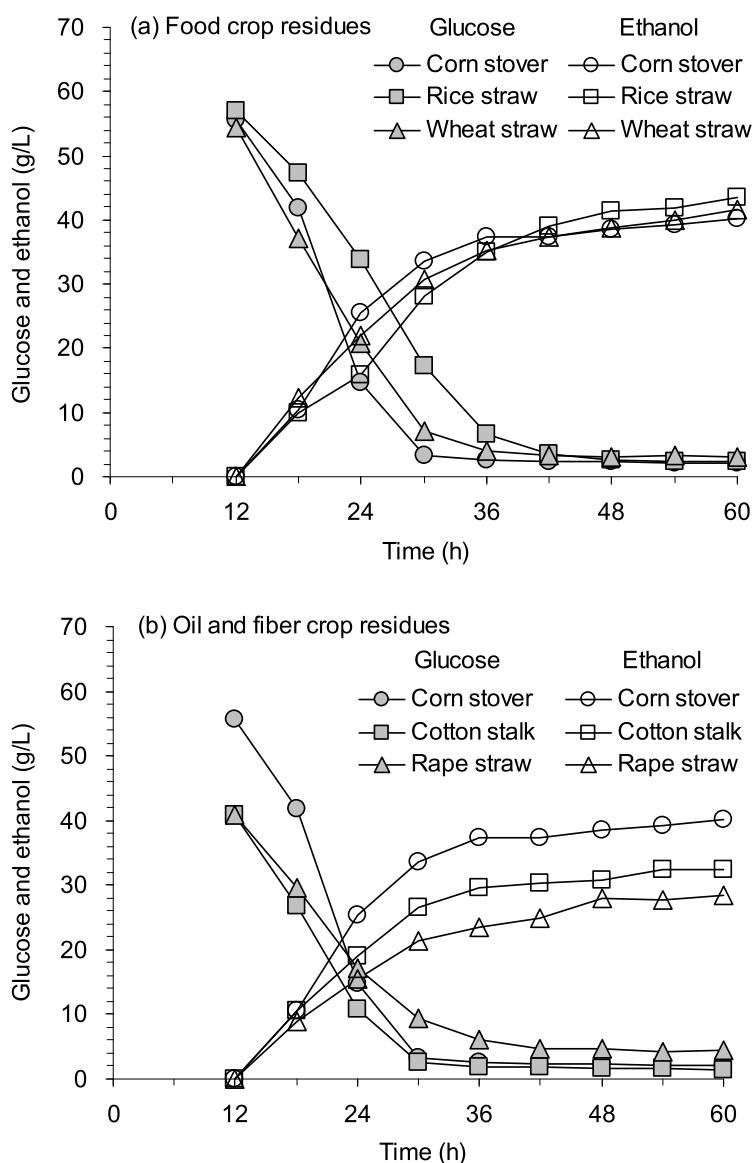 (a) Food crop residues
Glucose Ethanol
Corn stover Corn stover
Rice straw Rice straw
Wheat straw Wheat straw
Glucose and ethanol (g/L)
70
60
50
40
30
20
10
0
0 12 24 36 48 60
Time (h)
(b) Oil and fiber crop residues
Glucose Ethanol
Corn stover Corn stover
Cotton stalk Cotton stalk
Rape straw Rape straw
Glucose and ethanol (g/L)
70
60
50
40
30
20
10
0
0 12 24 36 48 60
Time (h)